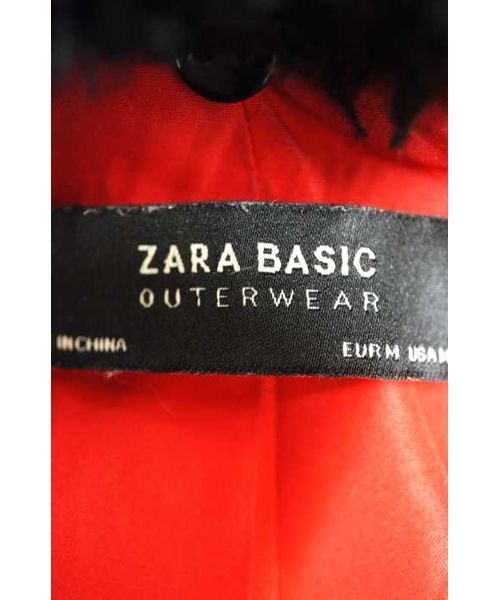 ZARA BASIC
OUTERWEAR
IN CHINA EUR M USA M